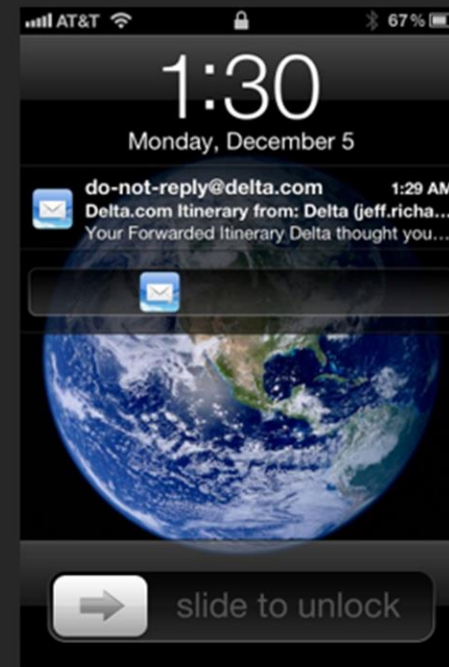 AT&T 67%
1:30
Monday, December 5
do-not-reply@delta.com 1:29 AM
Delta.com Itinerary from: Delta (jeff.richa...
Your Forwarded Itinerary Delta thought you...
slide to unlock